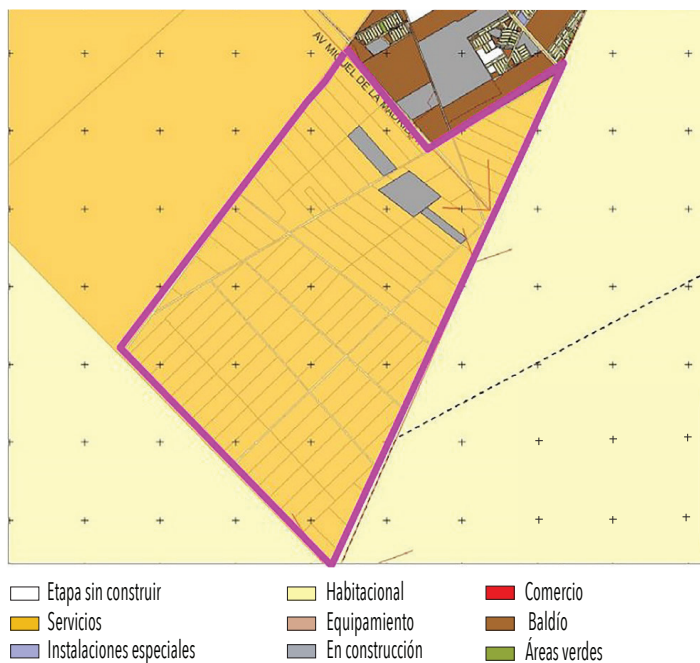 AV MIGUEL DE LA MADRID
Etapa sin construir
Servicios
Instalaciones especiales
Habitacional
Equipamiento
En construcción
Comercio
Baldío
Áreas verdes